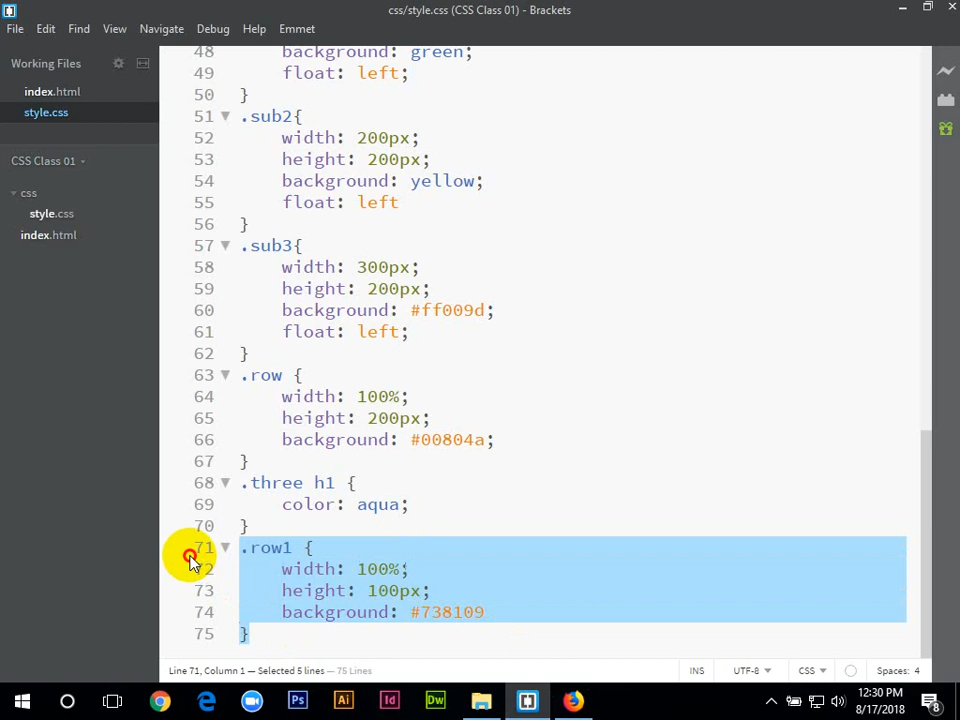 css/style.css (CSS Class 01) - Brackets
File Edit Find View Navigate Debug Help Emmet
Working Files
index.html
style.css
CSS Class 01
css
style.css
index.html
48 background: green;
49 float: left;
50 }
51 .sub2{
52 width: 200px;
53 height: 200px;
54 background: yellow;
55 float: left
56 }
57 .sub3{
58 width: 300px;
59 height: 200px;
60 background: #ff009d;
61 float: left;
62 }
63 .row {
64 width: 100%;
65 height: 200px;
66 background: #00804a;
67 }
68 .three h1 {
69 color: aqua;
70 }
71 .row1 {
72 width: 100%;
73 height: 100px;
74 background: #738109
75 }
Line 71, Column 1 — Selected 5 lines — 75 Lines
INS UTF-8 CSS Spaces: 4
Ps Ai Id Dw
12:30 PM
8/17/2018
8